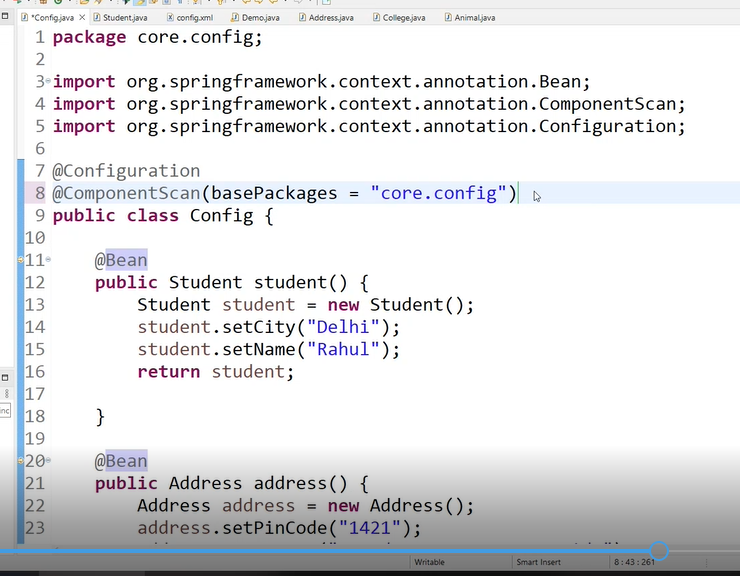 *Config.java Student.java config.xml Demo.java Address.java College.java Animal.java
1 package core.config;
2
3 import org.springframework.context.annotation.Bean;
4 import org.springframework.context.annotation.ComponentScan;
5 import org.springframework.context.annotation.Configuration;
6
7 @Configuration
8 @ComponentScan(basePackages = "core.config")
9 public class Config {
10
11 @Bean
12 public Student student() {
13 Student student = new Student();
14 student.setCity("Delhi");
15 student.setName("Rahul");
16 return student;
17
18 }
19
20 @Bean
21 public Address address() {
22 Address address = new Address();
23 address.setPinCode("1421");
Writable Smart Insert 8 : 43 : 261